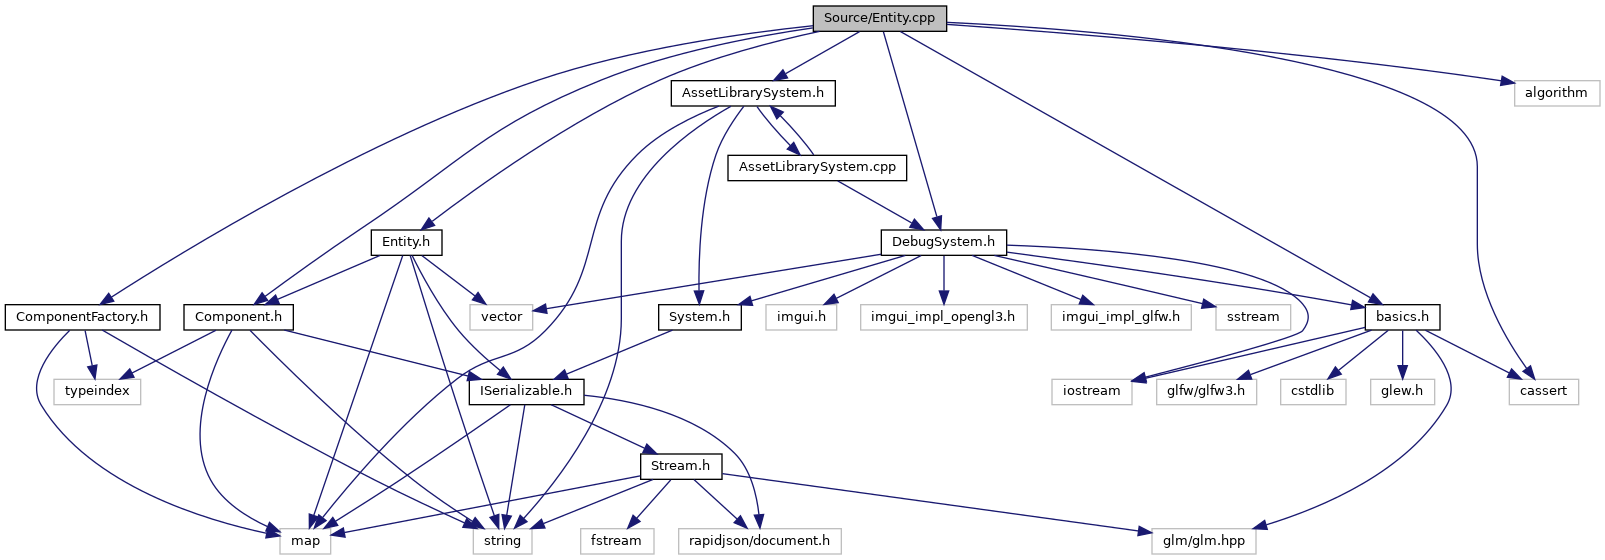 Source/Entity.cpp
AssetLibrarySystem.h
algorithm
AssetLibrarySystem.cpp
Entity.h
DebugSystem.h
ComponentFactory.h
Component.h
vector
System.h
imgui.h
imgui_impl_opengl3.h
imgui_impl_glfw.h
sstream
basics.h
typeindex
ISerializable.h
iostream
glfw/glfw3.h
cstdlib
glew.h
cassert
Stream.h
map
string
fstream
rapidjson/document.h
glm/glm.hpp